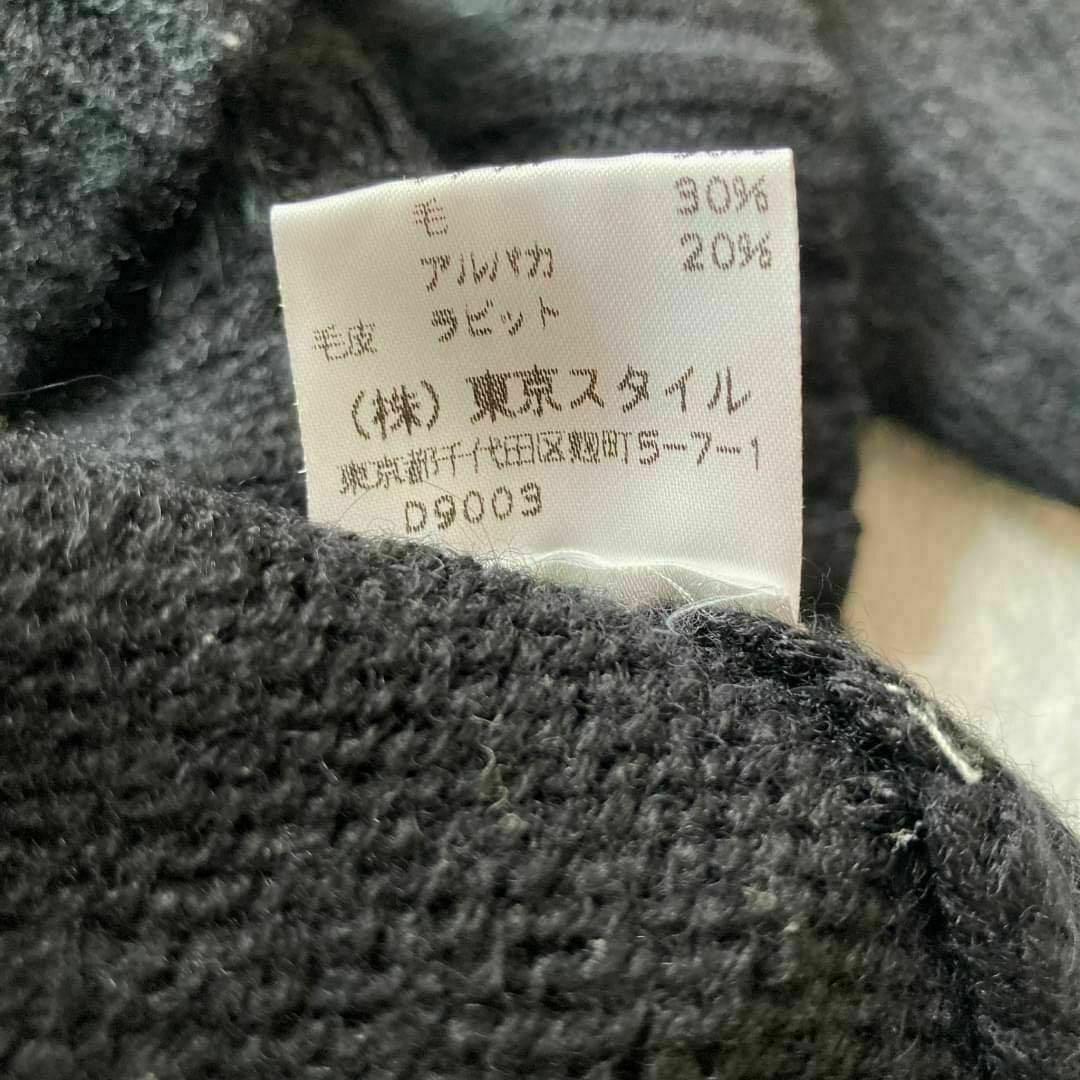 毛 30%
アルパカ 20%
毛皮 ラビット
(株)東京スタイル
東京都千代田区麹町5-7-1
D9003